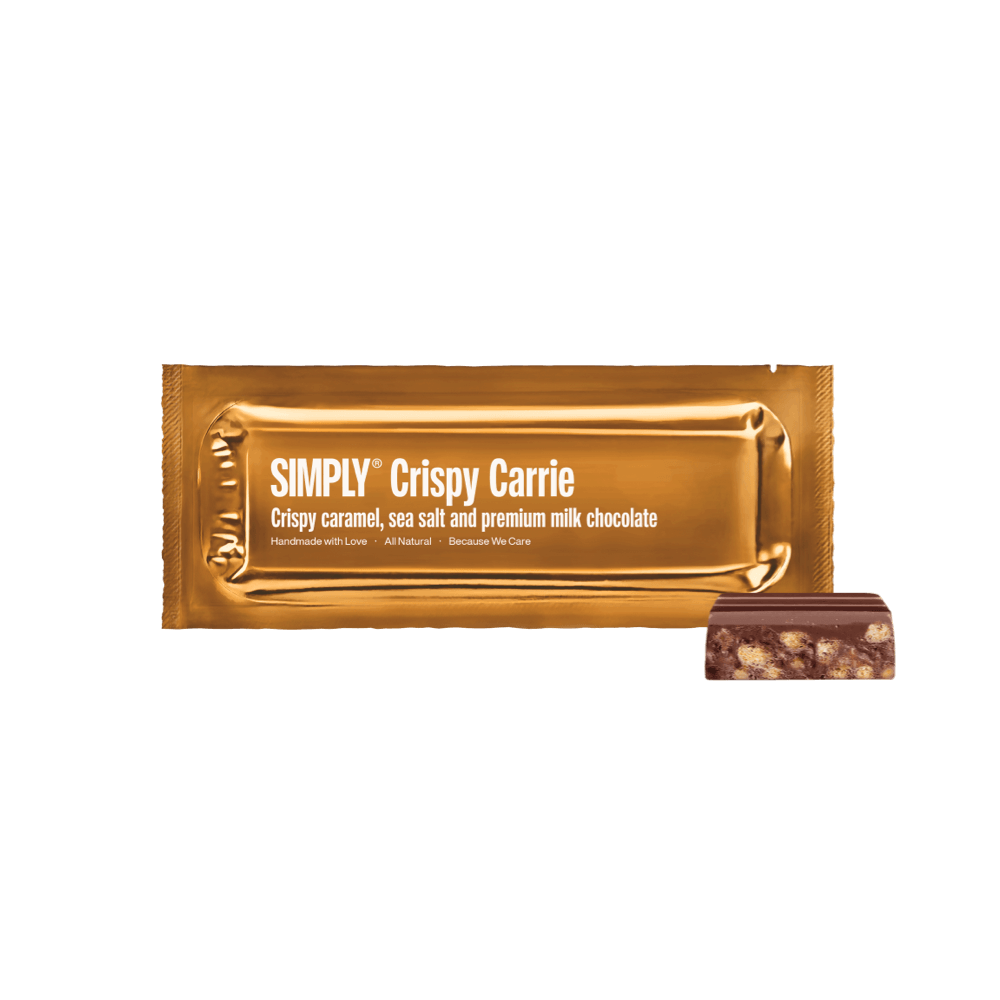 SIMPLY® Crispy Carrie
Crispy caramel, sea salt and premium milk chocolate
Handmade with Love · All Natural · Because We Care